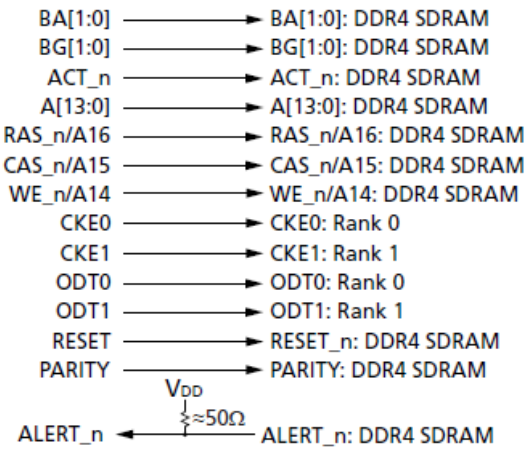 BA[1:0] BA[1:0]: DDR4 SDRAM
BG[1:0] BG[1:0]: DDR4 SDRAM
ACT_n ACT_n: DDR4 SDRAM
A[13:0] A[13:0]: DDR4 SDRAM
RAS_n/A16 RAS_n/A16: DDR4 SDRAM
CAS_n/A15 CAS_n/A15: DDR4 SDRAM
WE_n/A14 WE_n/A14: DDR4 SDRAM
CKE0 CKE0: Rank 0
CKE1 CKE1: Rank 1
ODT0 ODT0: Rank 0
ODT1 ODT1: Rank 1
RESET RESET_n: DDR4 SDRAM
PARITY PARITY: DDR4 SDRAM
VDD
≈50Ω
ALERT_n ALERT_n: DDR4 SDRAM